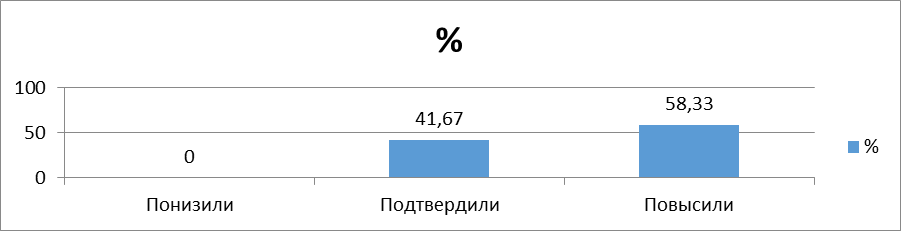 %
100
58,33
50
41,67
0
0
%
Понизили
Подтвердили
Повысили